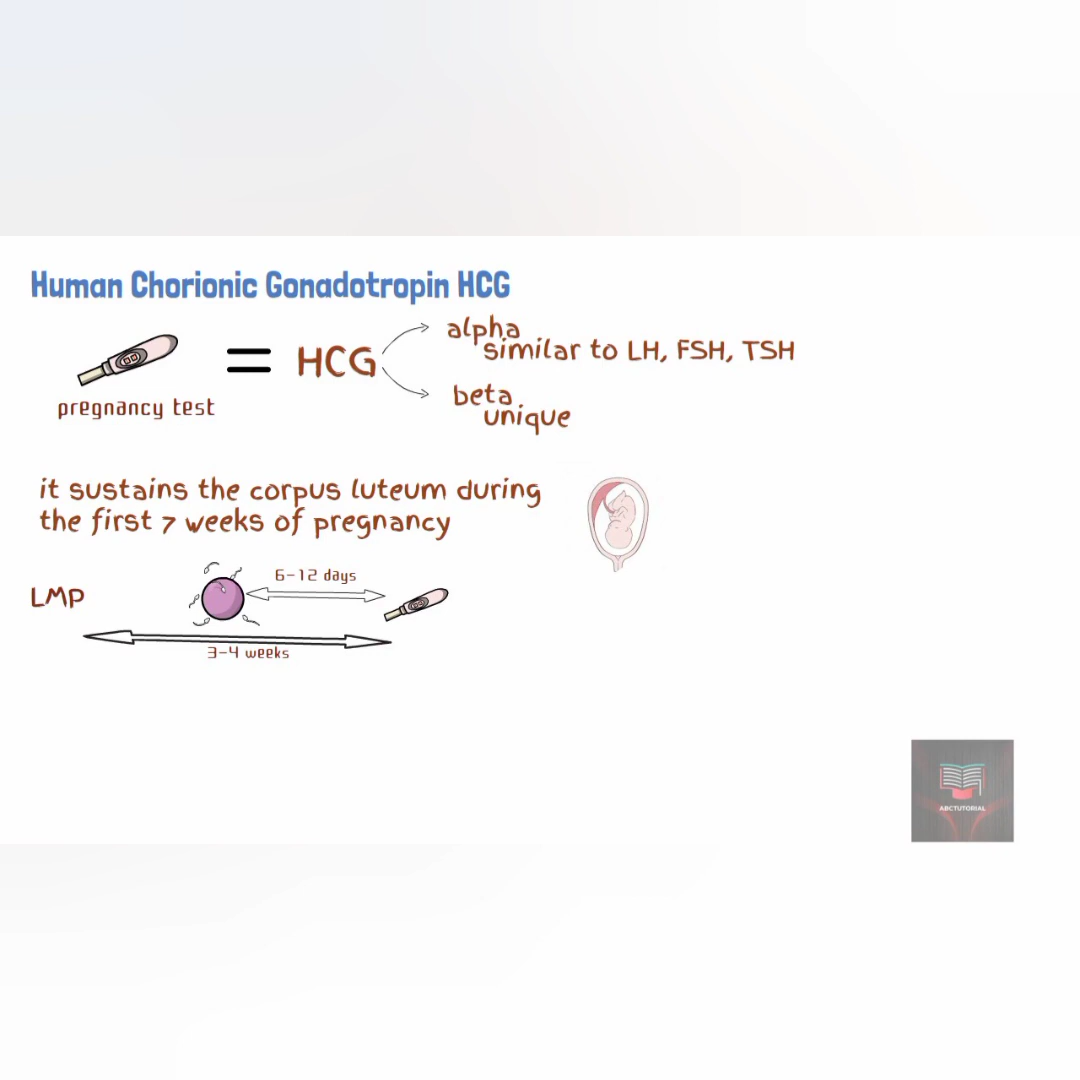 Human Chorionic Gonadotropin HCG
pregnancy test
=
HCG
alpha
similar to LH, FSH, TSH
beta
unique
it sustains the corpus luteum during
the first 7 weeks of pregnancy
LMP
6-12 days
3-4 weeks
ABCTUTORIAL